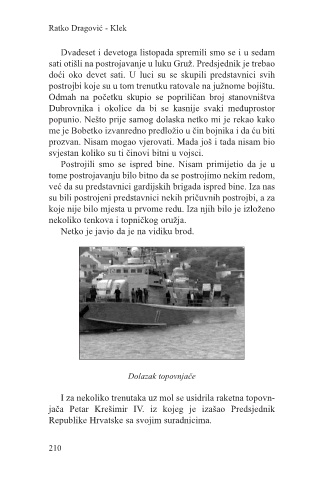 Ratko Dragović - Klek
Dvadeset i devetoga listopada spremili smo se i u sedam
sati otišli na postrojavanje u luku Gruž. Predsjednik je trebao
doći oko devet sati. U luci su se skupili predstavnici svih
postrojbi koje su u tom trenutku ratovale na južnome bojištu.
Odmah na početku skupio se popriličan broj stanovništva
Dubrovnika i okolice da bi se kasnije svaki međuprostor
popunio. Nešto prije samog dolaska netko mi je rekao kako
me je Bobetko izvanredno predložio u čin bojnika i da ću biti
prozvan. Nisam mogao vjerovati. Mada još i tada nisam bio
svjestan koliko su ti činovi bitni u vojsci.
Postrojili smo se ispred bine. Nisam primijetio da je u
tome postrojavanju bilo bitno da se postrojimo nekim redom,
već da su predstavnici gardijskih brigada ispred bine. Iza nas
su bili postrojeni predstavnici nekih pričuvnih postrojbi, a za
koje nije bilo mjesta u prvome redu. Iza njih bilo je izloženo
nekoliko tenkova i topničkog oružja.
Netko je javio da je na vidiku brod.
Dolazak topovnjače
I za nekoliko trenutaka uz mol se usidrila raketna topovn-
jača Petar Krešimir IV. iz kojeg je izašao Predsjednik
Republike Hrvatske sa svojim suradnicima.
210